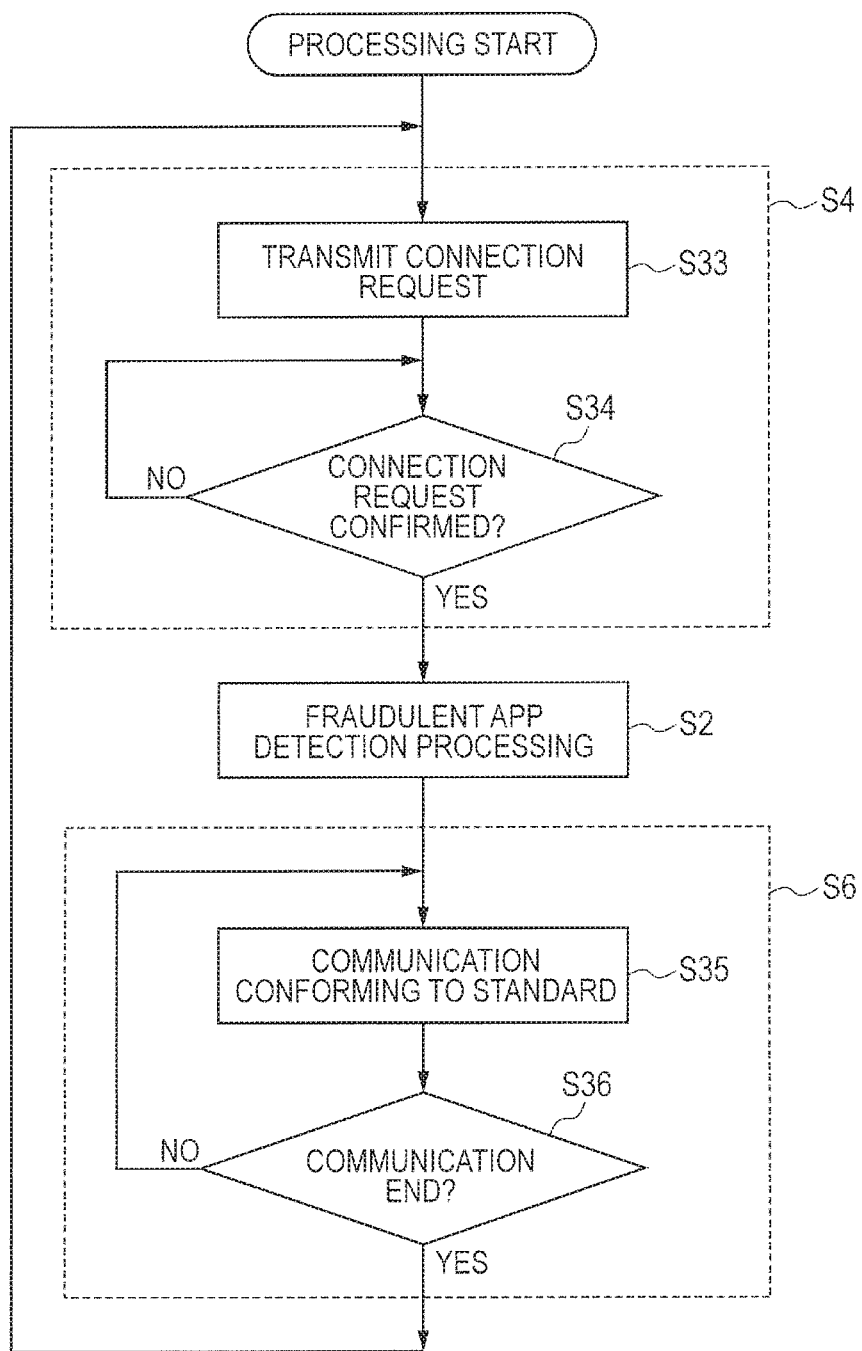 PROCESSING START
S4
TRANSMIT CONNECTION
REQUEST
S33
S34
CONNECTION
REQUEST
CONFIRMED?
NO
YES
FRAUDULENT APP
DETECTION PROCESSING
S2
S6
COMMUNICATION
CONFORMING TO STANDARD
S35
S36
COMMUNICATION
END?
NO
YES